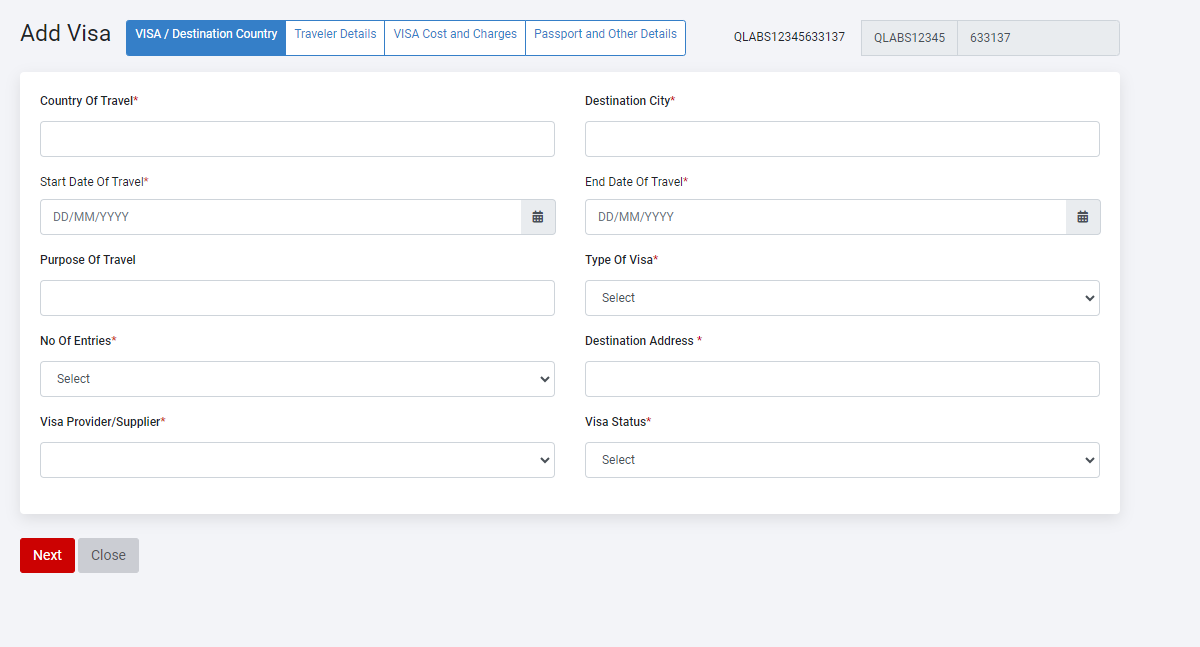 Add Visa
VISA / Destination Country Traveler Details VISA Cost and Charges Passport and Other Details
QLABS12345633137 QLABS12345 633137
Country Of Travel* Destination City*
Start Date Of Travel* End Date Of Travel*
DD/MM/YYYY DD/MM/YYYY
Purpose Of Travel Type Of Visa*
Select
No Of Entries* Destination Address *
Select
Visa Provider/Supplier* Visa Status*
Select
Next Close